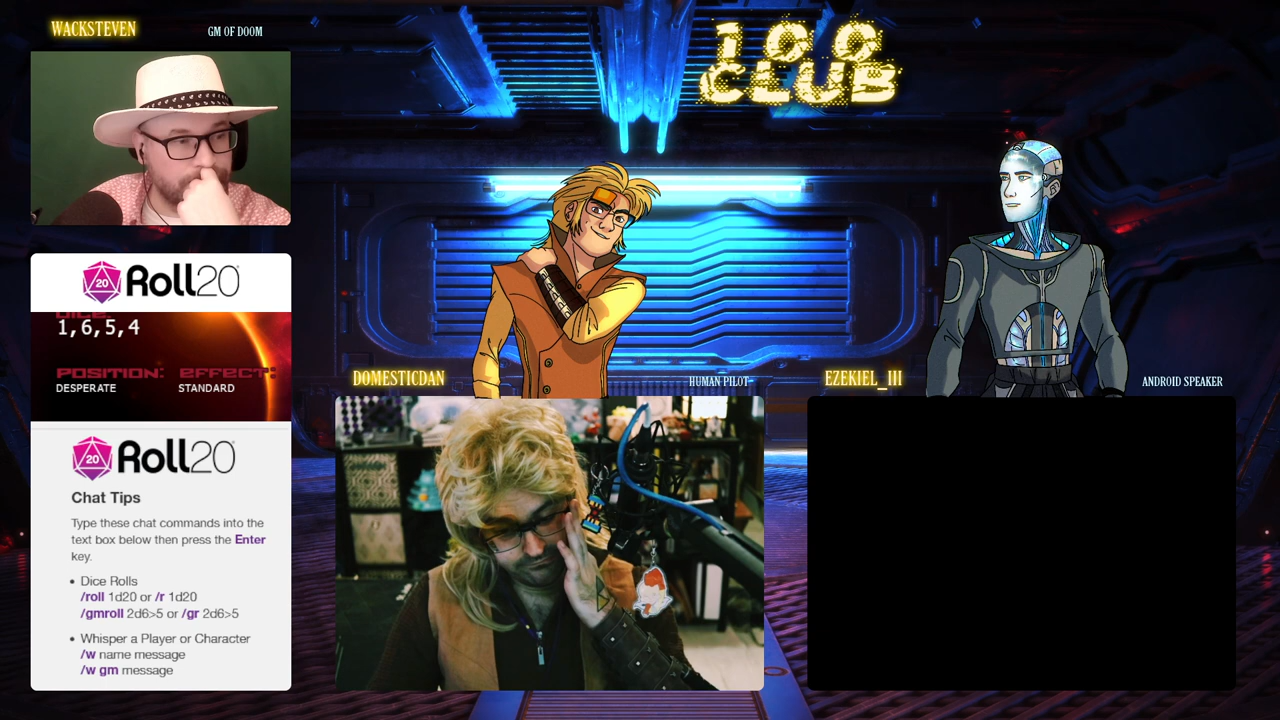 WACKSTEVEN
GM OF DOOM
100
CLUB
20
Roll20
DICE:
1,6,5,4
POSITION: EFFECT:
DESPERATE STANDARD
DOMESTICDAN
HUMAN PILOT
EZEKIEL_III
ANDROID SPEAKER
20
Roll20
Chat Tips
Type these chat commands into the
text box below then press the Enter
key.
• Dice Rolls
/roll 1d20 or /r 1d20
/gmroll 2d6>5 or /gr 2d6>5
• Whisper a Player or Character
/w name message
/w gm message